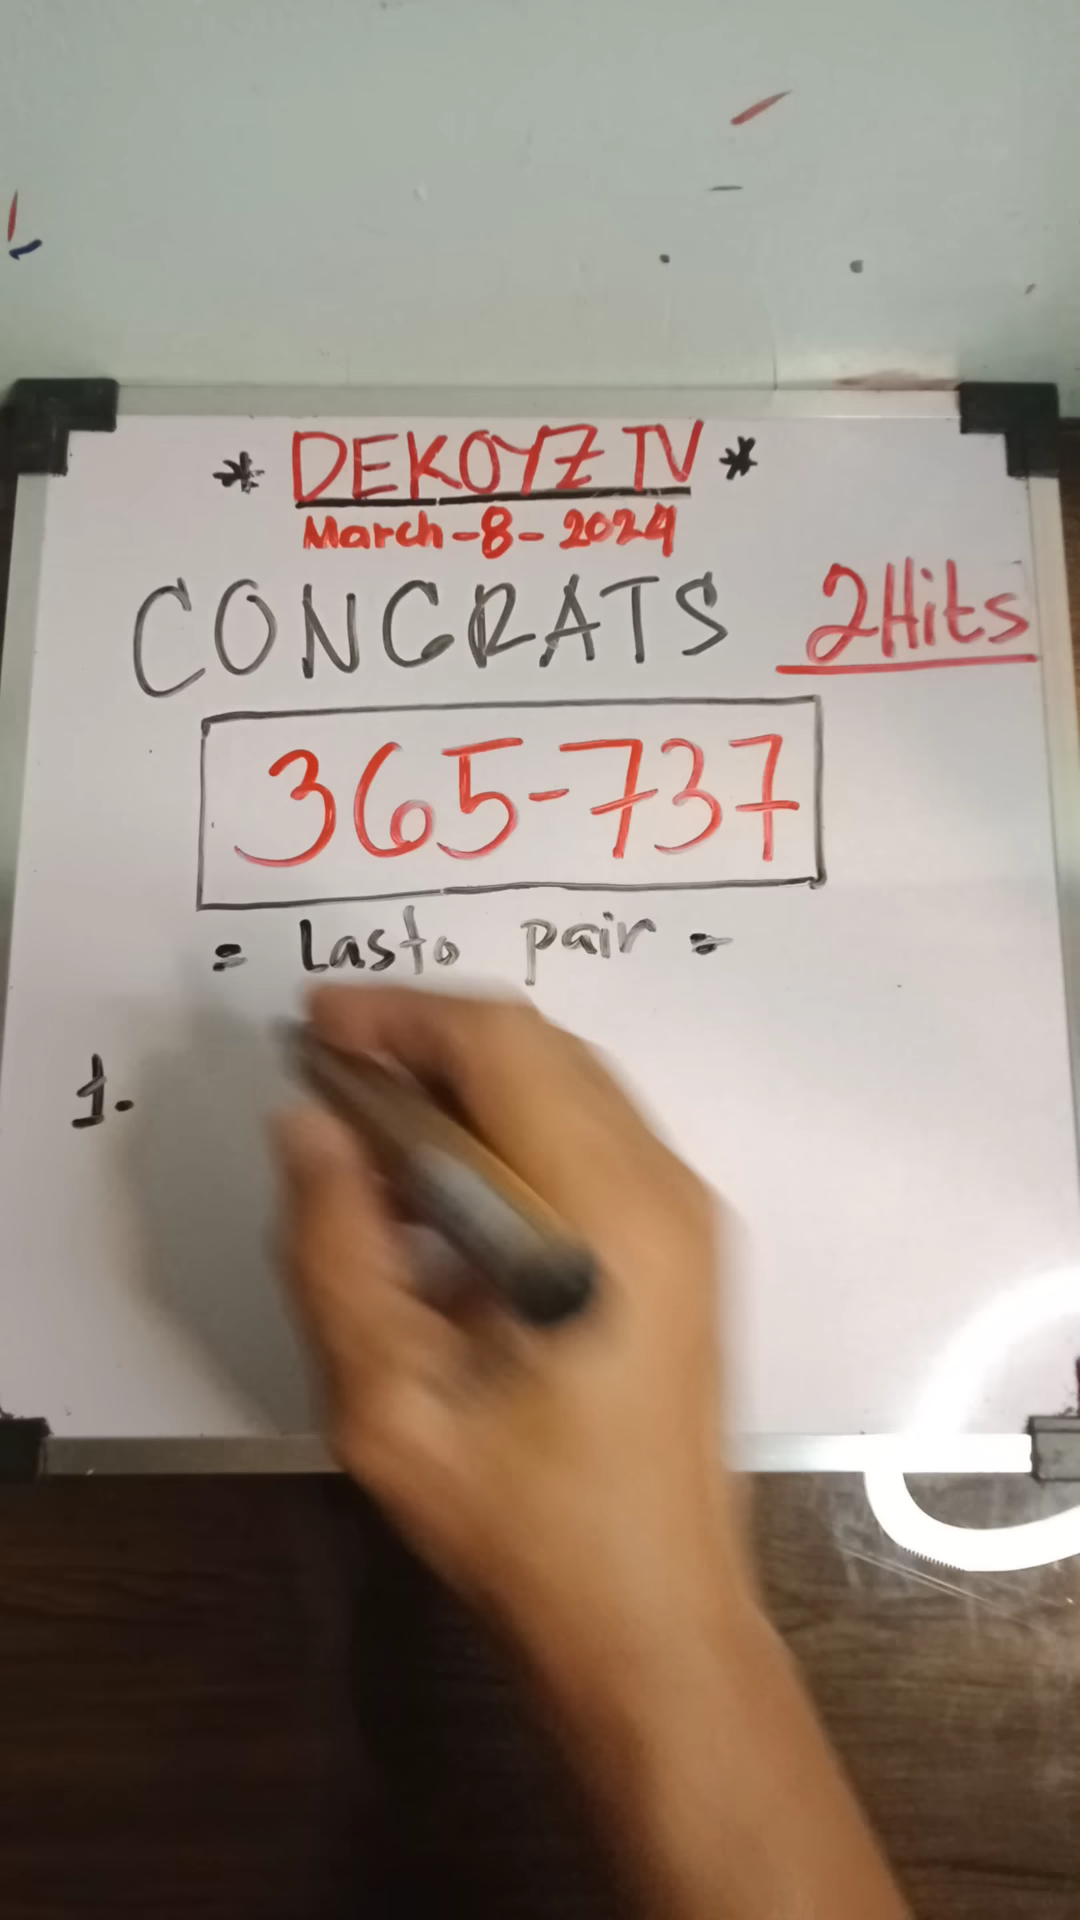 * DEKOYZ TV *
March-8-2024
CONGRATS 2Hits
365-737
= Lasto pair =
1.